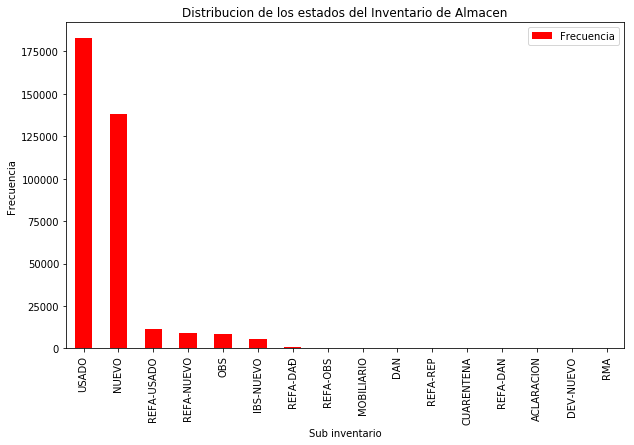 Distribucion de los estados del Inventario de Almacen
Frecuencia
175000
150000
125000
100000
75000
50000
25000
0
Frecuencia
USADO
NUEVO
REFA-USADO
REFA-NUEVO
OBS
IBS-NUEVO
REFA-DAÐ
REFA-OBS
MOBILIARIO
DAN
REFA-REP
CUARENTENA
REFA-DAN
ACLARACION
DEV-NUEVO
RMA
Sub inventario